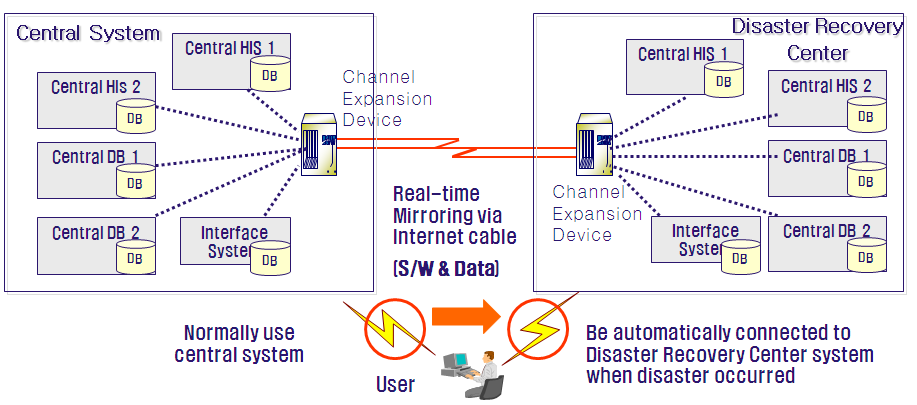 Central System
Central HIS 1
DB
Central HIs 2
DB
Central DB 1
DB
Central DB 2
DB
Interface
System
DB
Channel
Expansion
Device
Real-time
Mirroring via
Internet cable
(S/W & Data)
Disaster Recovery
Center
Central HIS 1
DB
Central HIS 2
DB
Central DB 1
DB
Central DB 2
DB
Interface
System
DB
Channel
Expansion
Device
Normally use
central system
User
Be automatically connected to
Disaster Recovery Center system
when disaster occurred